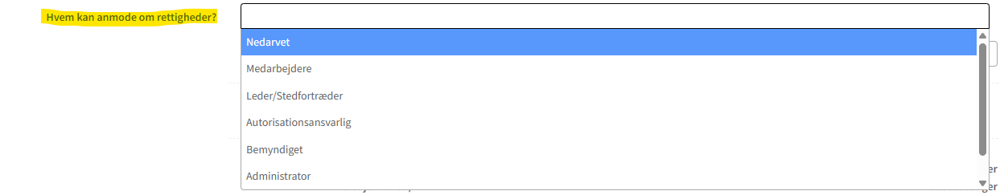 Hvem kan anmode om rettigheder?
Nedarvet
Medarbejdere
Leder/Stedfortræder
Autorisationsansvarlig
Bemyndiget
Administrator